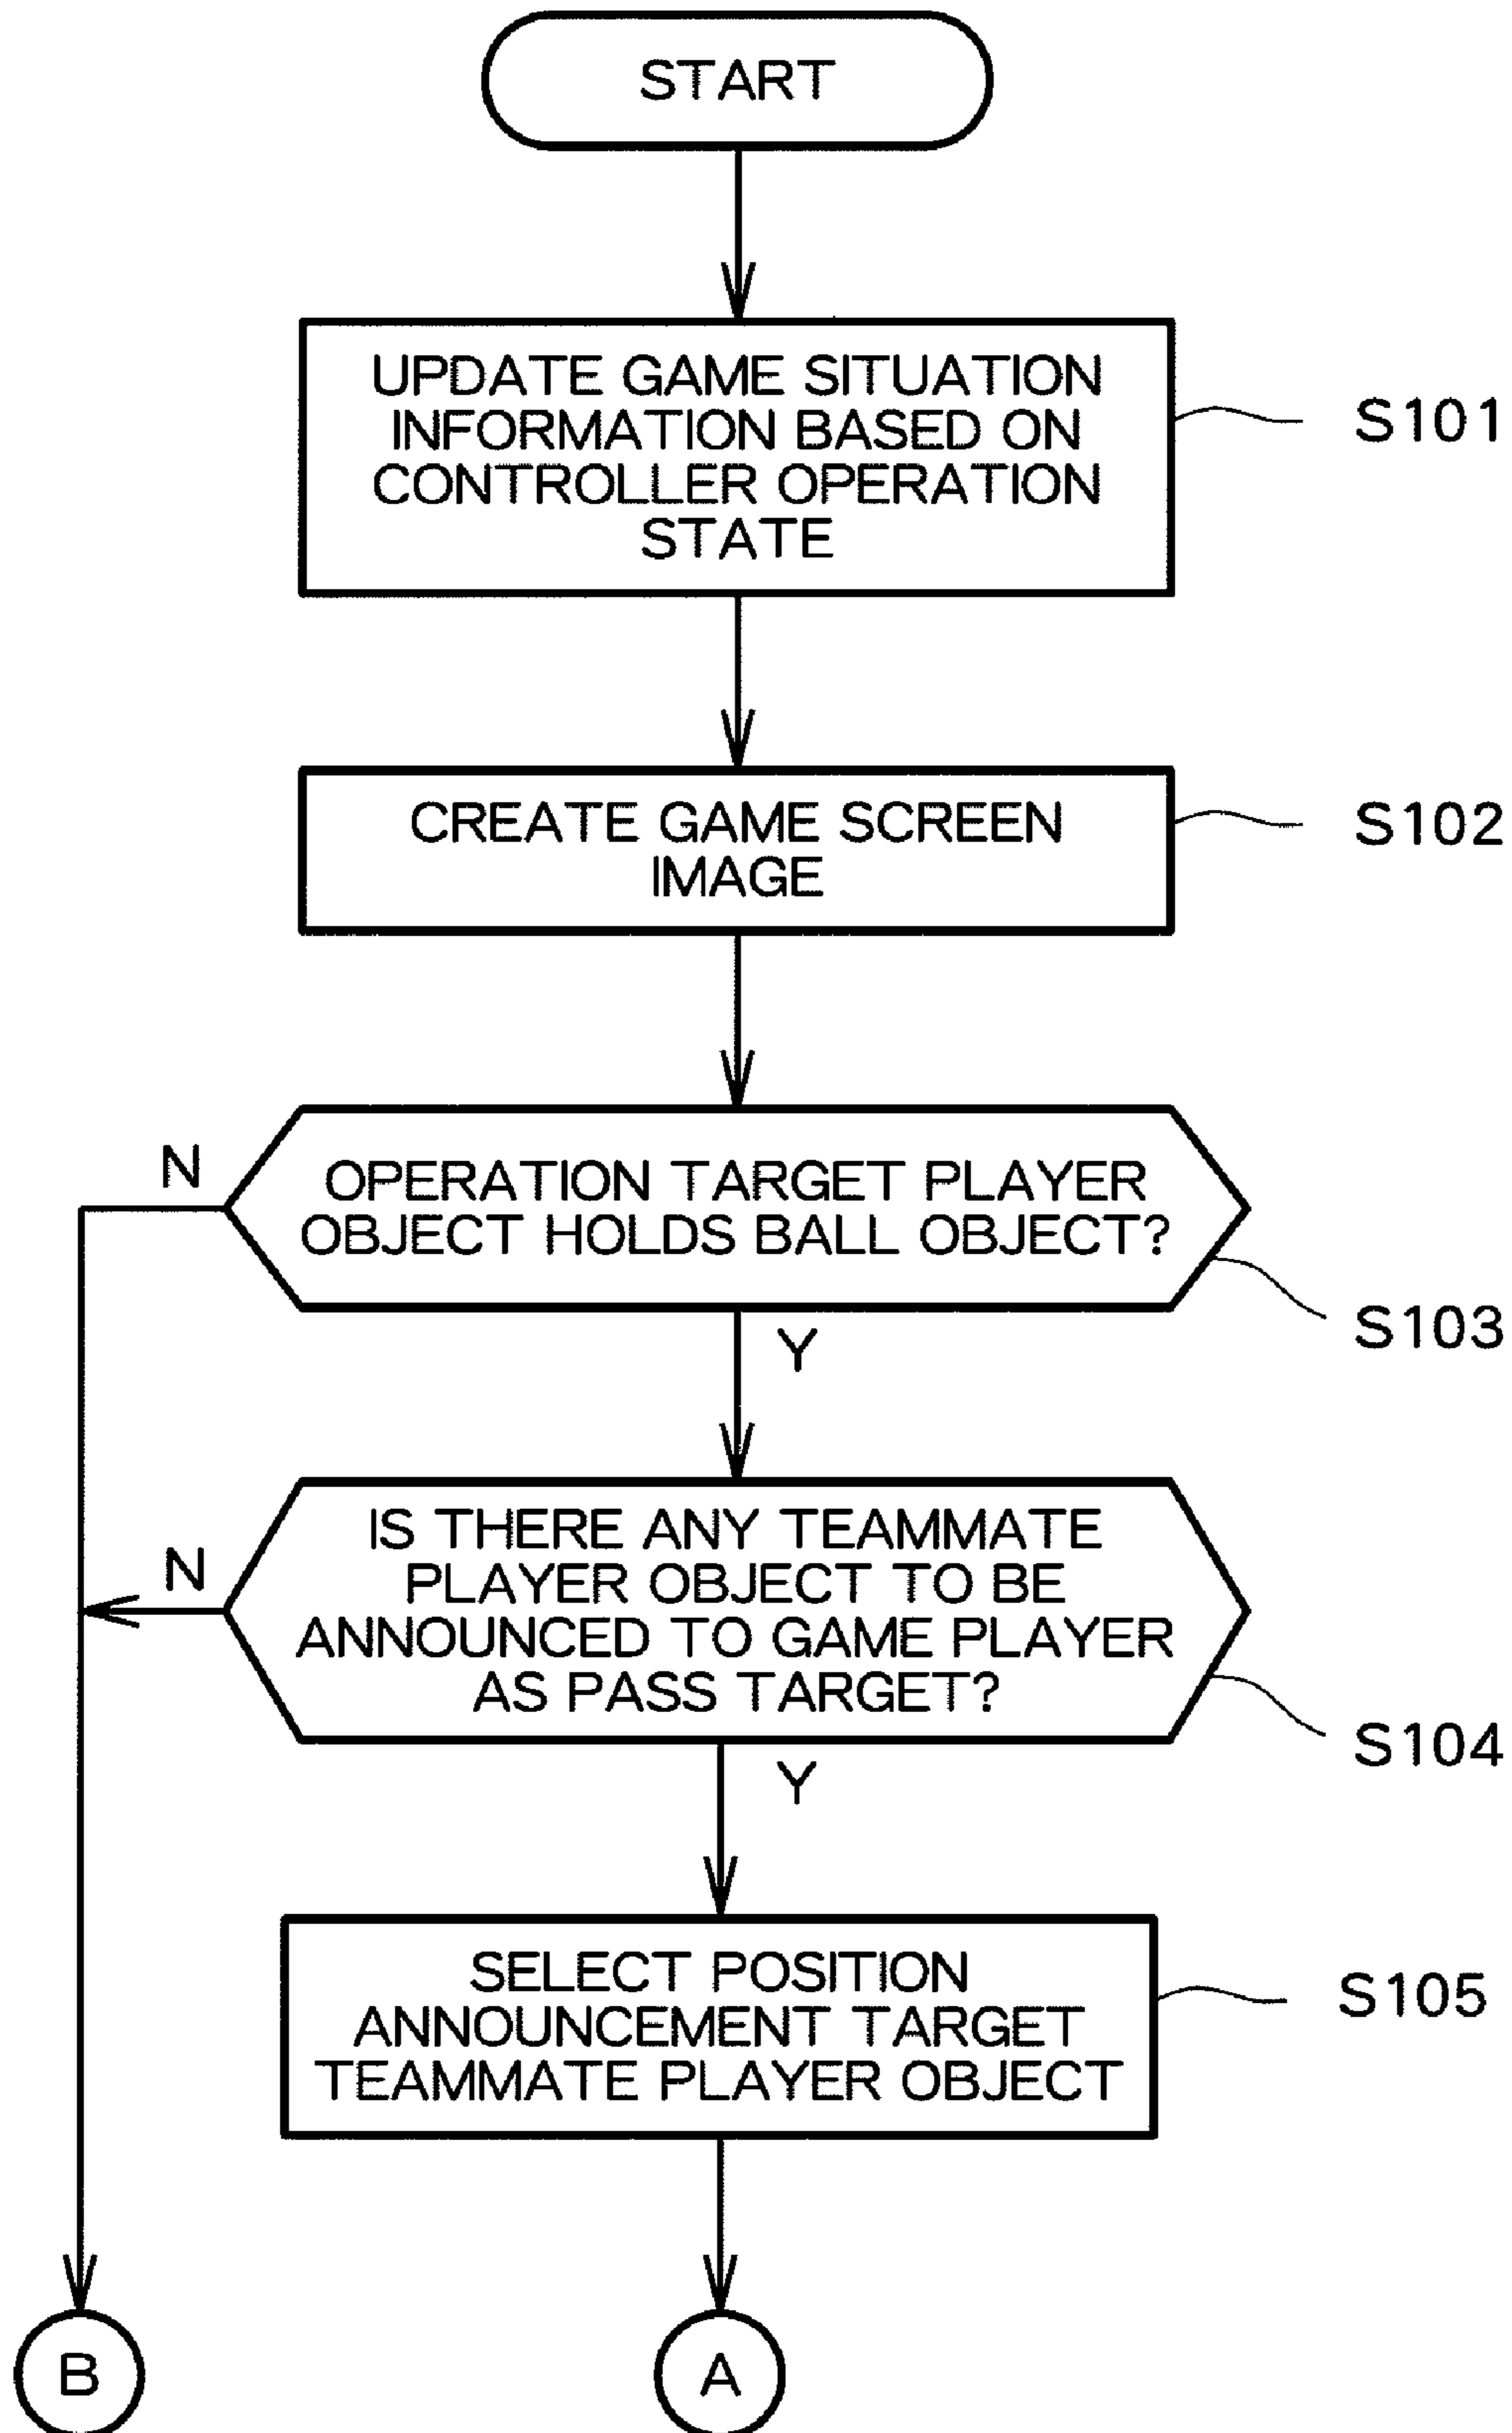 START
UPDATE GAME SITUATION
INFORMATION BASED ON
CONTROLLER OPERATION
STATE
S101
CREATE GAME SCREEN
IMAGE
S102
N
OPERATION TARGET PLAYER
OBJECT HOLDS BALL OBJECT?
S103
Y
N
IS THERE ANY TEAMMATE
PLAYER OBJECT TO BE
ANNOUNCED TO GAME PLAYER
AS PASS TARGET?
S104
Y
SELECT POSITION
ANNOUNCEMENT TARGET
TEAMMATE PLAYER OBJECT
S105
B
A